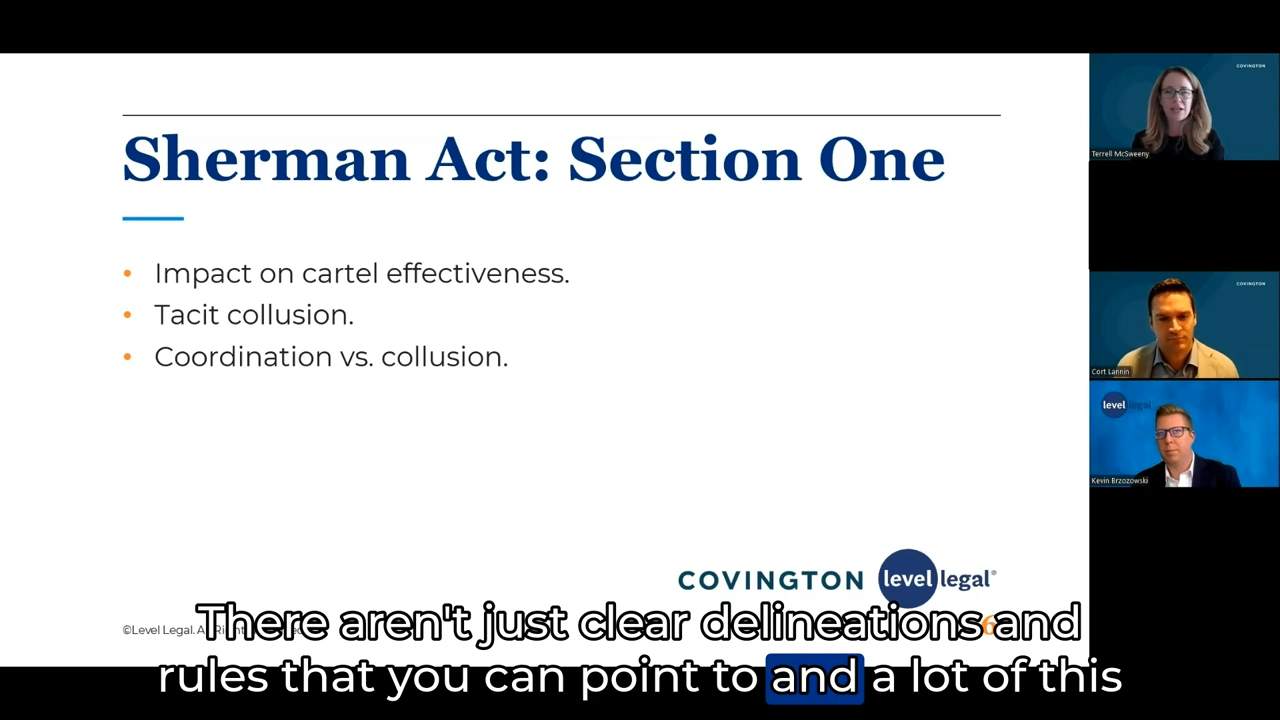 Sherman Act: Section One
• Impact on cartel effectiveness.
• Tacit collusion.
• Coordination vs. collusion.
COVINGTON level legal®
©Level Legal.
6
There aren't just clear delineations and
rules that you can point to and a lot of this
COVINGTON
Terrell McSweeny
COVINGTON
Cort Lannin
level legal
Kevin Brzozowski